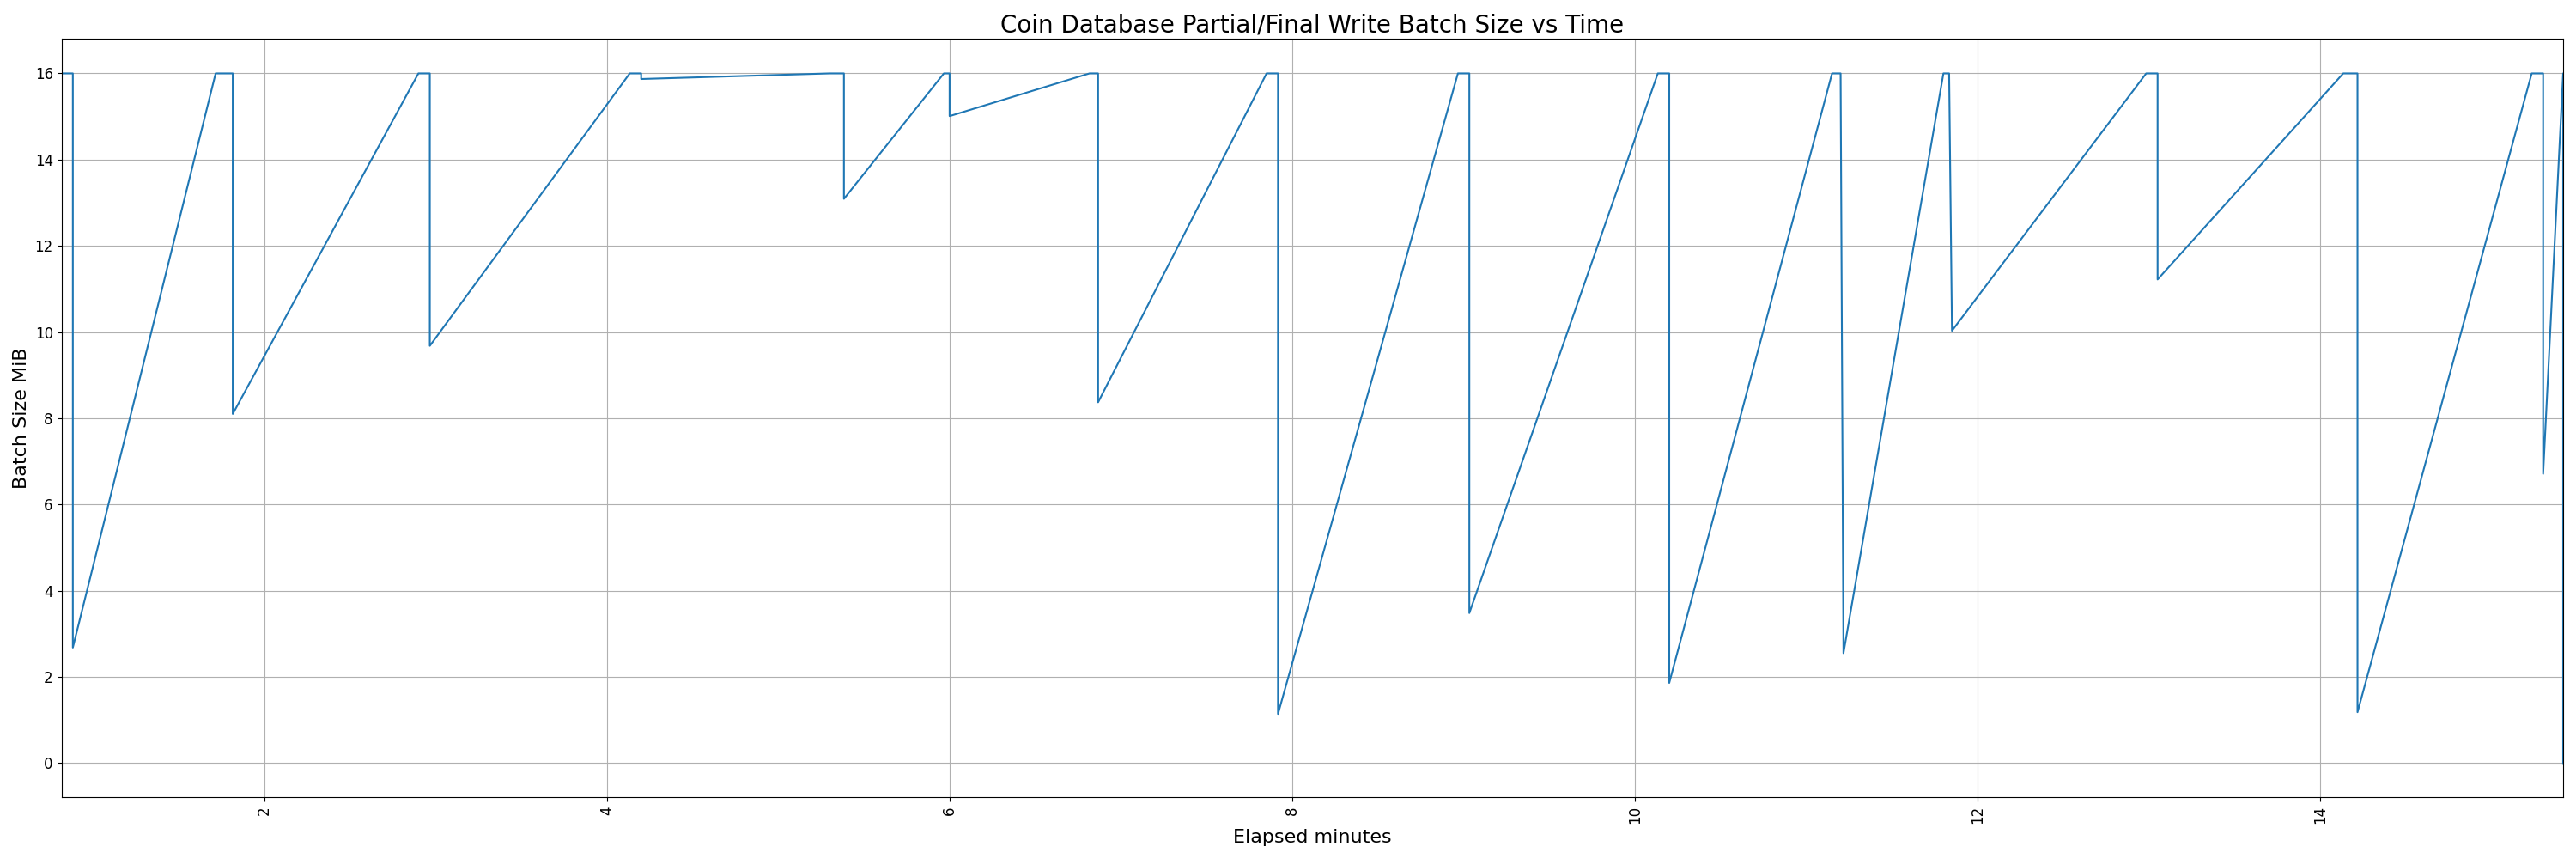 Coin Database Partial/Final Write Batch Size vs Time
Batch Size MiB
16
14
12
10
8
6
4
2
0
2 4 6 8 10 12 14
Elapsed minutes